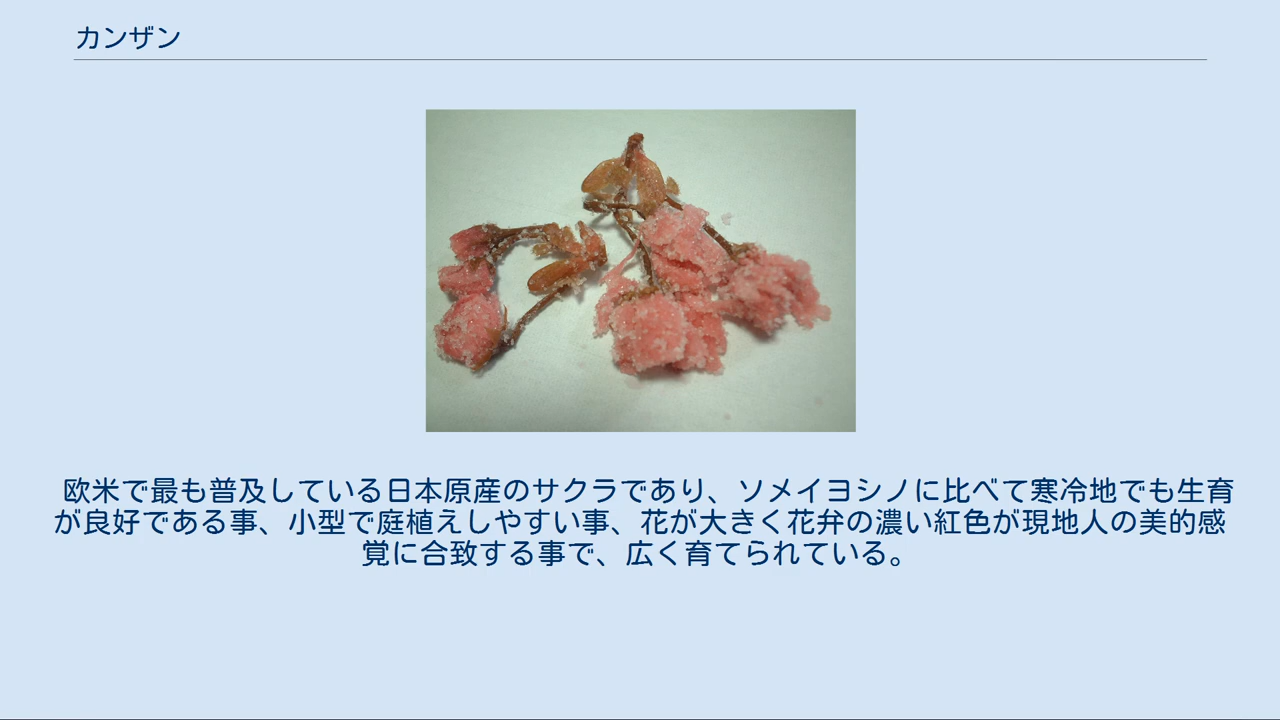 カンザン
欧米で最も普及している日本原産のサクラであり、ソメイヨシノに比べて寒冷地でも生育
が良好である事、小型で庭植えしやすい事、花が大きく花弁の濃い紅色が現地人の美的感
覚に合致する事で、広く育てられている。